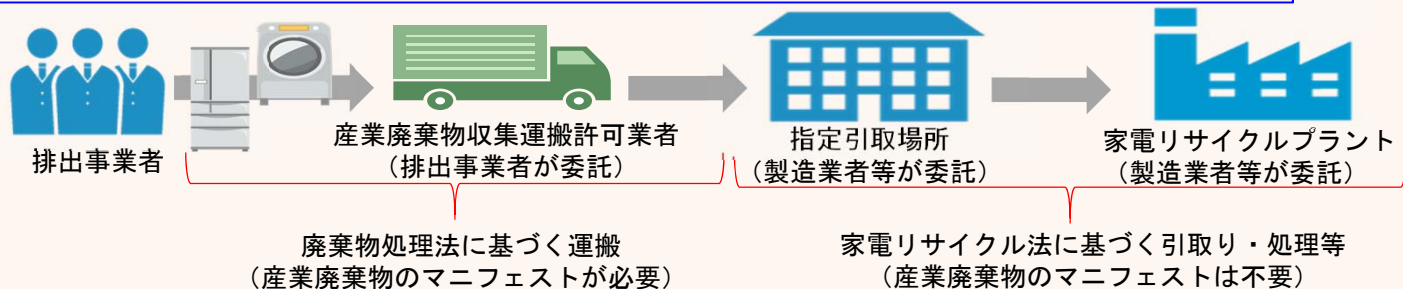 排出事業者
産業廃棄物収集運搬許可業者
（排出事業者が委託）
指定引取場所
（製造業者等が委託）
家電リサイクルプラント
（製造業者等が委託）
廃棄物処理法に基づく運搬
（産業廃棄物のマニフェストが必要）
家電リサイクル法に基づく引取り・処理等
（産業廃棄物のマニフェストは不要）